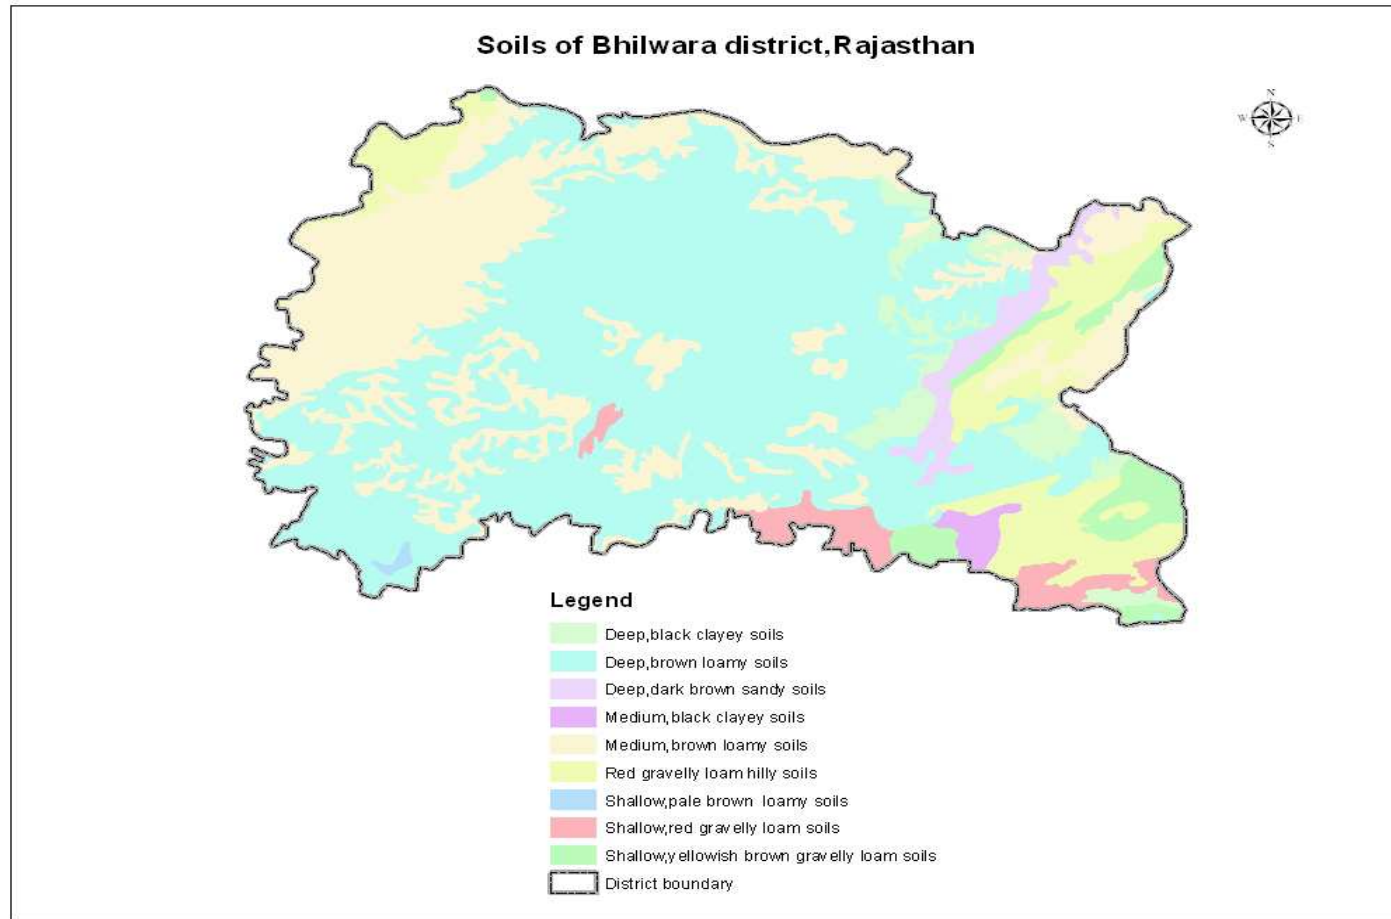 Soils of Bhilwara district,Rajasthan
N
W
E
S
Legend
Deep,black clayey soils
Deep,brown loamy soils
Deep,dark brown sandy soils
Medium,black clayey soils
Medium,brown loamy soils
Red gravelly loam hilly soils
Shallow,pale brown loamy soils
Shallow,red gravelly loam soils
Shallow,yellowish brown gravelly loam soils
District boundary